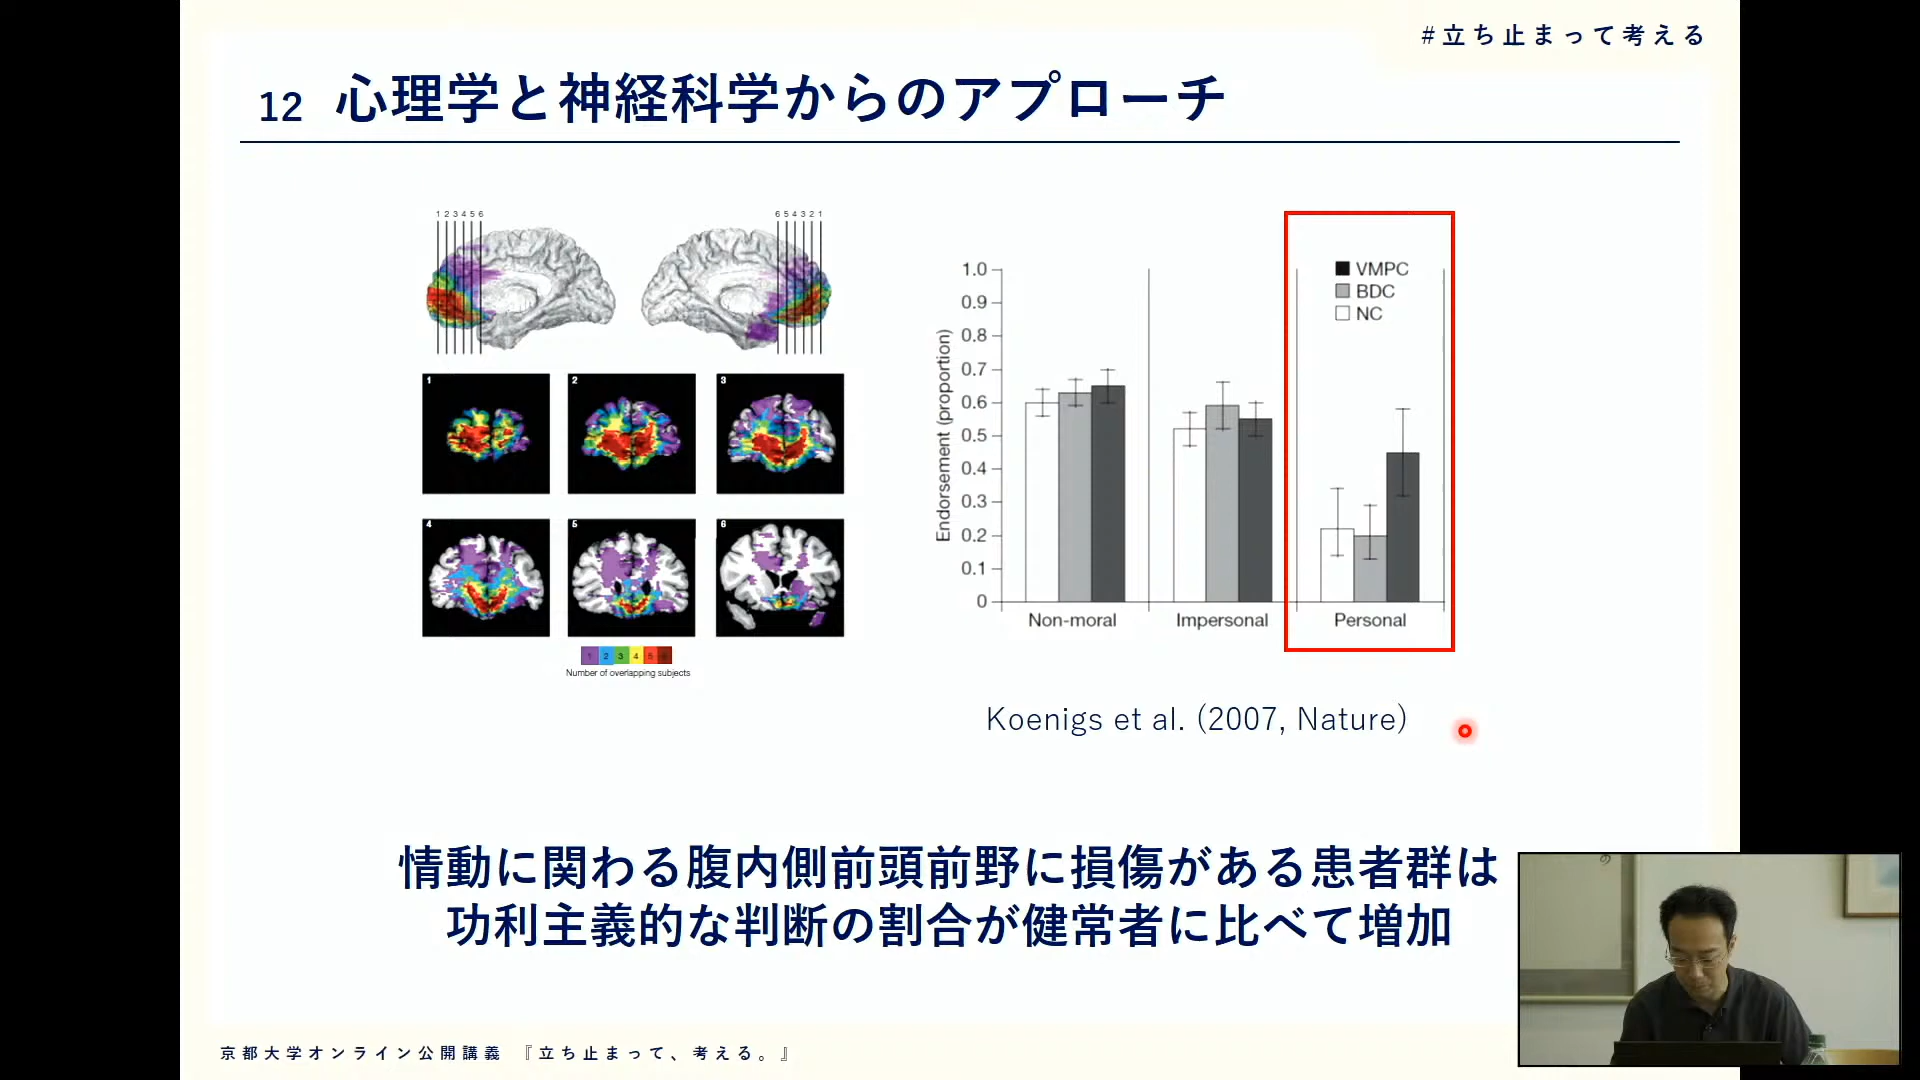 #立ち止まって考える
12 心理学と神経科学からのアプローチ
1 2 3 4 5 6
6 5 4 3 2 1
1
2
3
4
5
6
1 2 3 4 5
Number of overlapping subjects
Endorsement (proportion)
1.0
0.9
0.8
0.7
0.6
0.5
0.4
0.3
0.2
0.1
0
VMPC
BDC
NC
Non-moral
Impersonal
Personal
Koenigs et al. (2007, Nature)
情動に関わる腹内側前頭前野に損傷がある患者群は
功利主義的な判断の割合が健常者に比べて増加
の
京都大学オンライン公開講義 『立ち止まって、考える。』